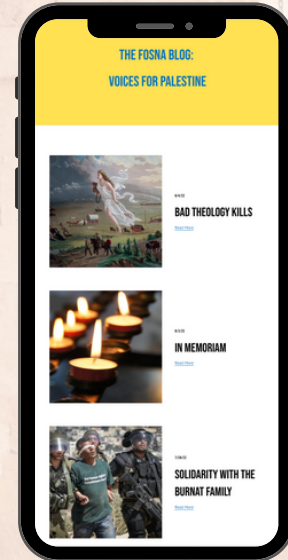 THE FOSNA BLOG:
VOICES FOR PALESTINE
BAD THEOLOGY KILLS
Read More
IN MEMORIAM
Read More
SOLIDARITY WITH THE
BURNAT FAMILY
Read More